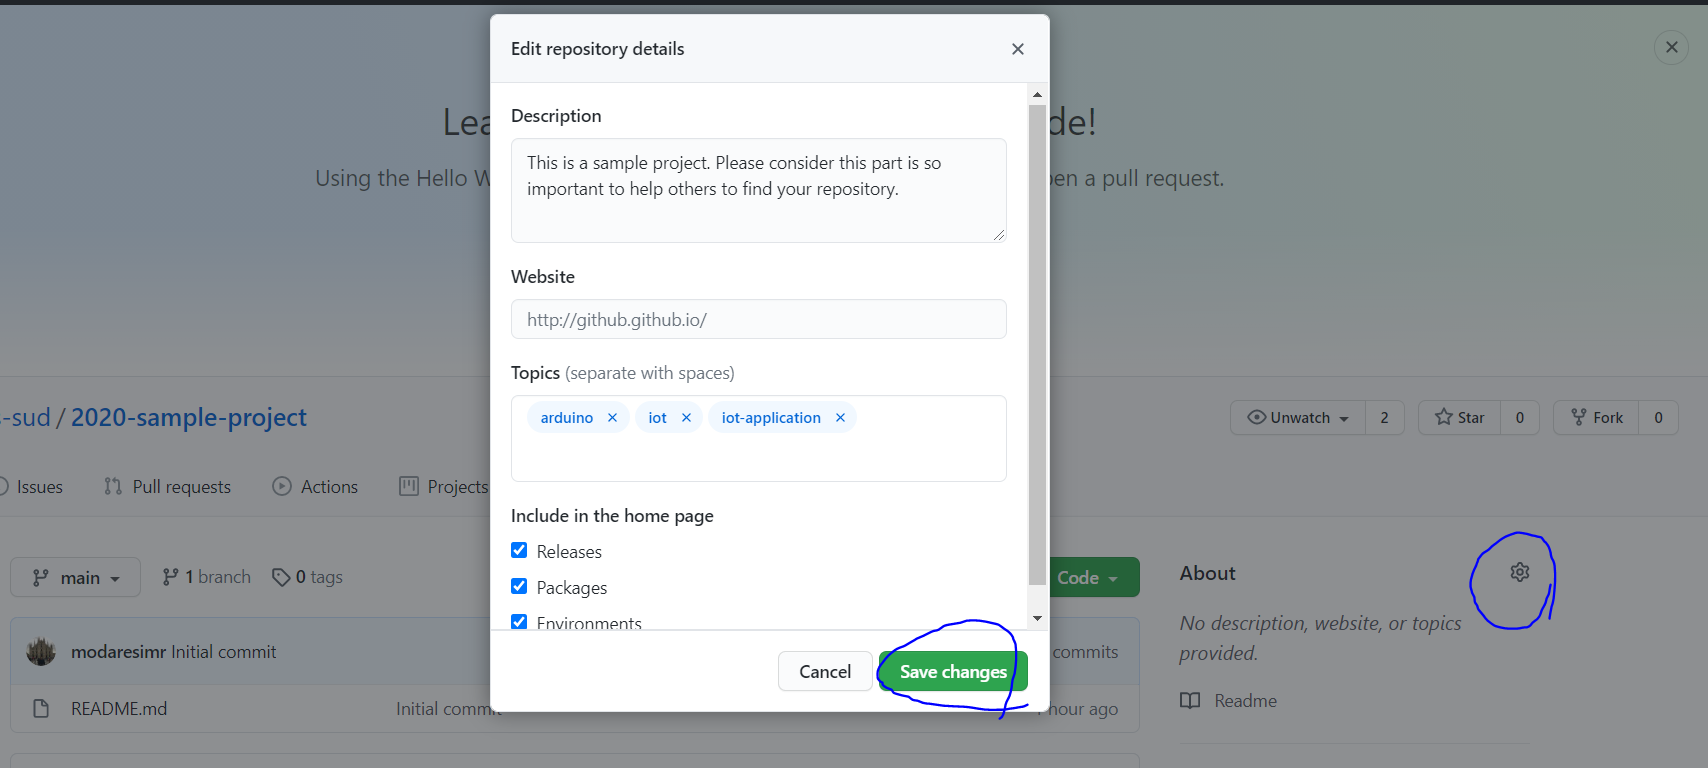 Edit repository details
Description
This is a sample project. Please consider this part is so
important to help others to find your repository.
Website
http://github.github.io/
Topics (separate with spaces)
arduino iot iot-application
Include in the home page
Releases
Packages
Environments
Cancel Save changes
Lea de!
Using the Hello W en a pull request.
-sud / 2020-sample-project
Unwatch 2 Star 0 Fork 0
Issues Pull requests Actions Projects
main 1 branch 0 tags Code
modaresimr Initial commit commits
README.md Initial commit hour ago
About
No description, website, or topics
provided.
Readme